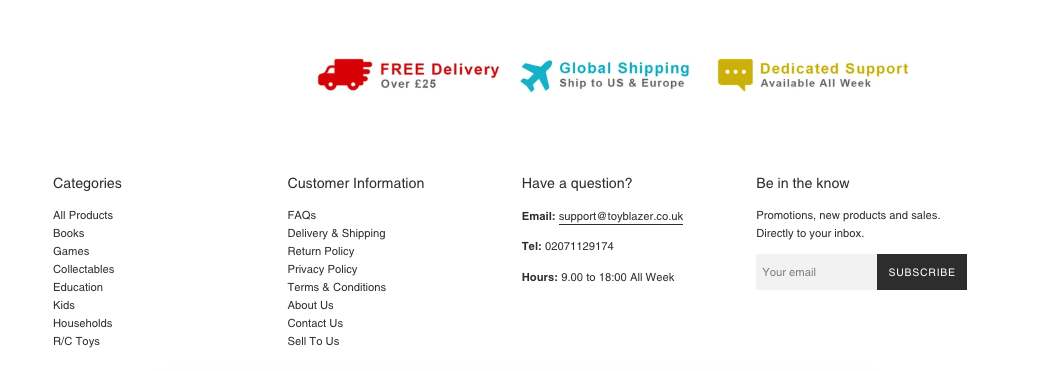 FREE Delivery
Over £25
Global Shipping
Ship to US & Europe
Dedicated Support
Available All Week
Categories
All Products
Books
Games
Collectables
Education
Kids
Households
R/C Toys
Customer Information
FAQs
Delivery & Shipping
Return Policy
Privacy Policy
Terms & Conditions
About Us
Contact Us
Sell To Us
Have a question?
Email: support@toyblazer.co.uk
Tel: 02071129174
Hours: 9.00 to 18:00 All Week
Be in the know
Promotions, new products and sales.
Directly to your inbox.
Your email
SUBSCRIBE